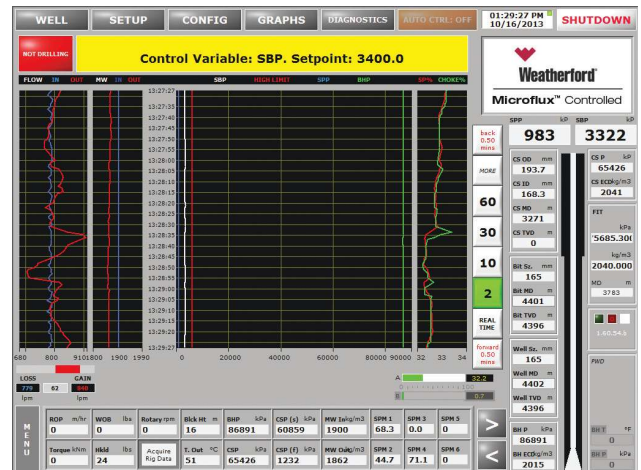 WELL SETUP CONFIG GRAPHS DIAGNOSTICS AUTO CTRL: OFF 01:29:27 PM 10/16/2013 SHUTDOWN
NOT DRILLING
Control Variable: SBP. Setpoint: 3400.0
Weatherford
Microflux™ Controlled
FLOW IN OUT MW IN OUT SBP HIGH LIMIT SPP BHP SP% CHOKE%
13:27:27
13:27:35
13:27:40
13:27:45
13:27:50
13:27:55
13:28:00
13:28:05
13:28:10
13:28:15
13:28:20
13:28:25
13:28:30
13:28:35
13:28:40
13:28:45
13:28:50
13:28:55
13:29:00
13:29:05
13:29:10
13:29:15
13:29:20
13:29:27
680 800 910 1800 1900 1990 0 20000 40000 60000 80000 90000 32 33 34
back 0.50 mins
MORE
60
30
10
2
REAL TIME
forward 0.50 mins
SPP kP SBP kP
983 3322
CS OD mm
193.7
CS ID mm
168.3
CS MD m
3271
CS TVD m
0
Bit Sz. mm
165
Bit MD m
4401
Bit TVD m
4396
Well Sz. mm
165
Well MD m
4402
Well TVD m
4396
BH P kPa
86891
BH ECD kg/m3
2015
CS P kPa
65426
CS ECD kg/m3
2041
FIT
kPa
kg/m3
2040.000
MD m
3783
1.60.54.6
PWD
BH T °F
0
BH P kPa
0
LOSS GAIN
779 62 840
lpm lpm
A 32.2
B 0.7
MENU
ROP m/hr WOB lbs Rotary rpm Blck Ht m BHP kPa CSP (s) kPa MW In kg/m3 SPM 1 SPM 3 SPM 5
0 0 0 16 86891 60859 1900 68.3 0.0 0
Torque kNm Hkld lbs Acquire Rig Data T. Out °C CSP kPa CSP (f) kPa MW Out kg/m3 SPM 2 SPM 4 SPM 6
0 0 51 65426 1232 1862 44.7 71.1 0
>
<